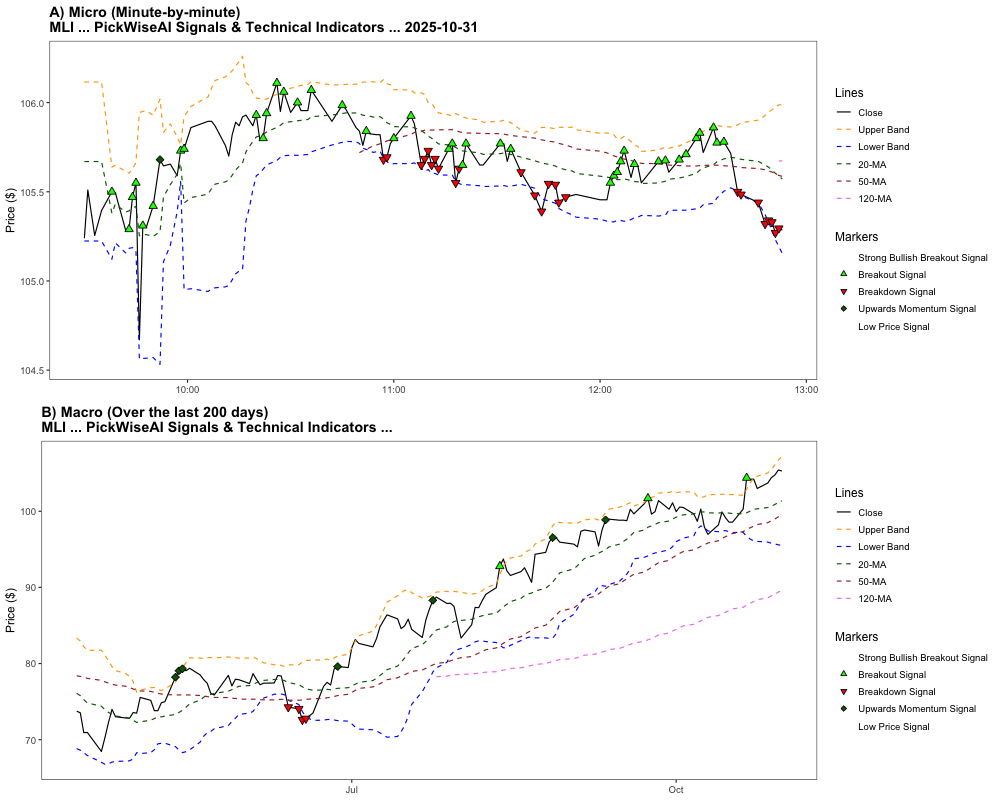 A) Micro (Minute-by-minute)
MLI ... PickWiseAI Signals & Technical Indicators ... 2025-10-31
Price ($)
106.0
105.5
105.0
104.5
10:00
11:00
12:00
13:00
Lines
Close
Upper Band
Lower Band
20-MA
50-MA
120-MA
Markers
Strong Bullish Breakout Signal
Breakout Signal
Breakdown Signal
Upwards Momentum Signal
Low Price Signal
B) Macro (Over the last 200 days)
MLI ... PickWiseAI Signals & Technical Indicators ...
Price ($)
100
90
80
70
Jul
Oct
Lines
Close
Upper Band
Lower Band
20-MA
50-MA
120-MA
Markers
Strong Bullish Breakout Signal
Breakout Signal
Breakdown Signal
Upwards Momentum Signal
Low Price Signal